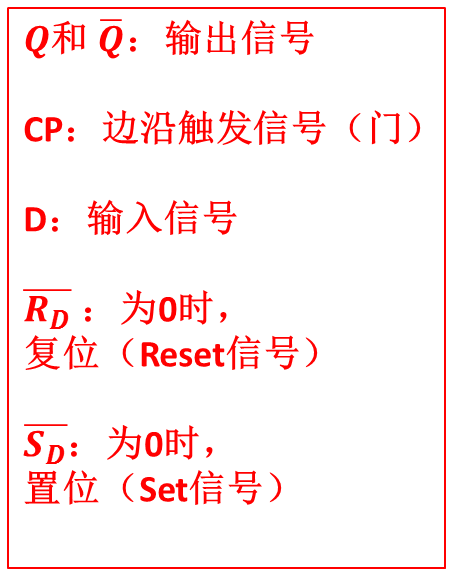 Q和 Q̅：输出信号
CP：边沿触发信号（门）
D：输入信号
R̅_D̅：为0时，
复位（Reset信号）
S̅_D̅：为0时，
置位（Set信号）